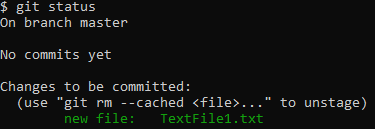 $ git status
On branch master
No commits yet
Changes to be committed:
(use "git rm --cached <file>..." to unstage)
new file:   TextFile1.txt